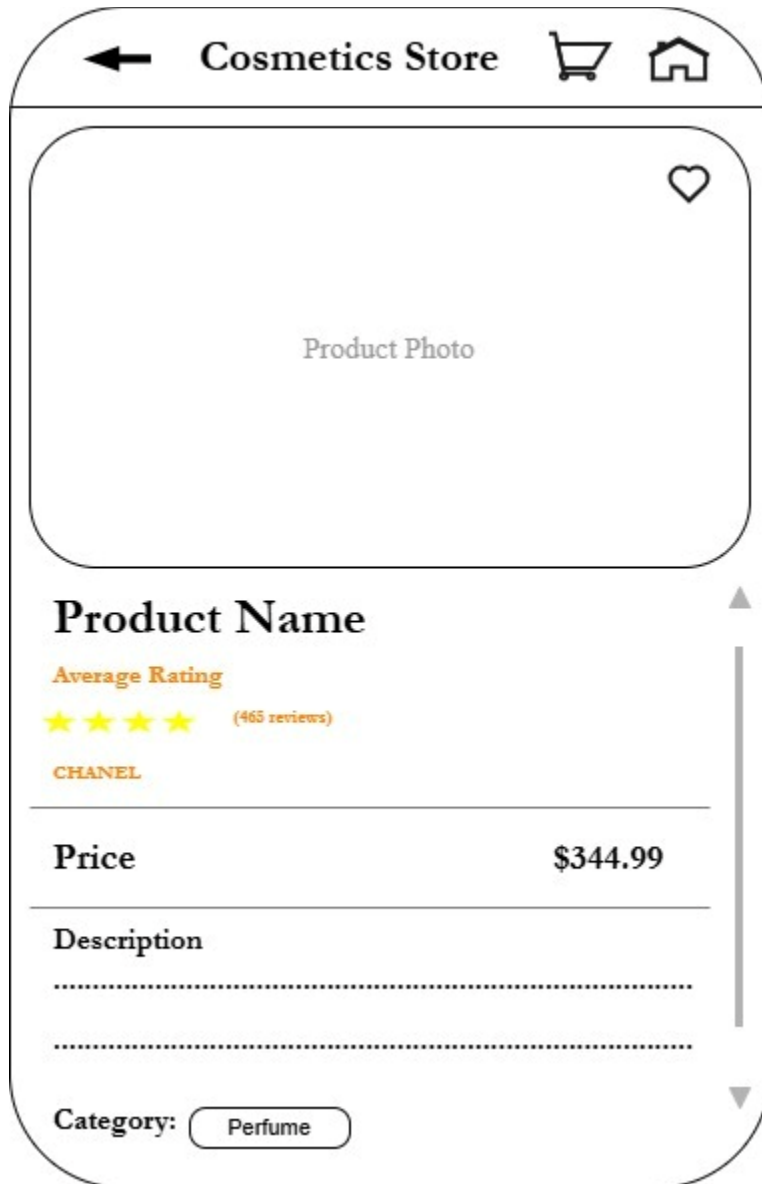 Cosmetics Store
Product Photo
Product Name
Average Rating
(465 reviews)
CHANEL
Price $344.99
Description
Category: Perfume